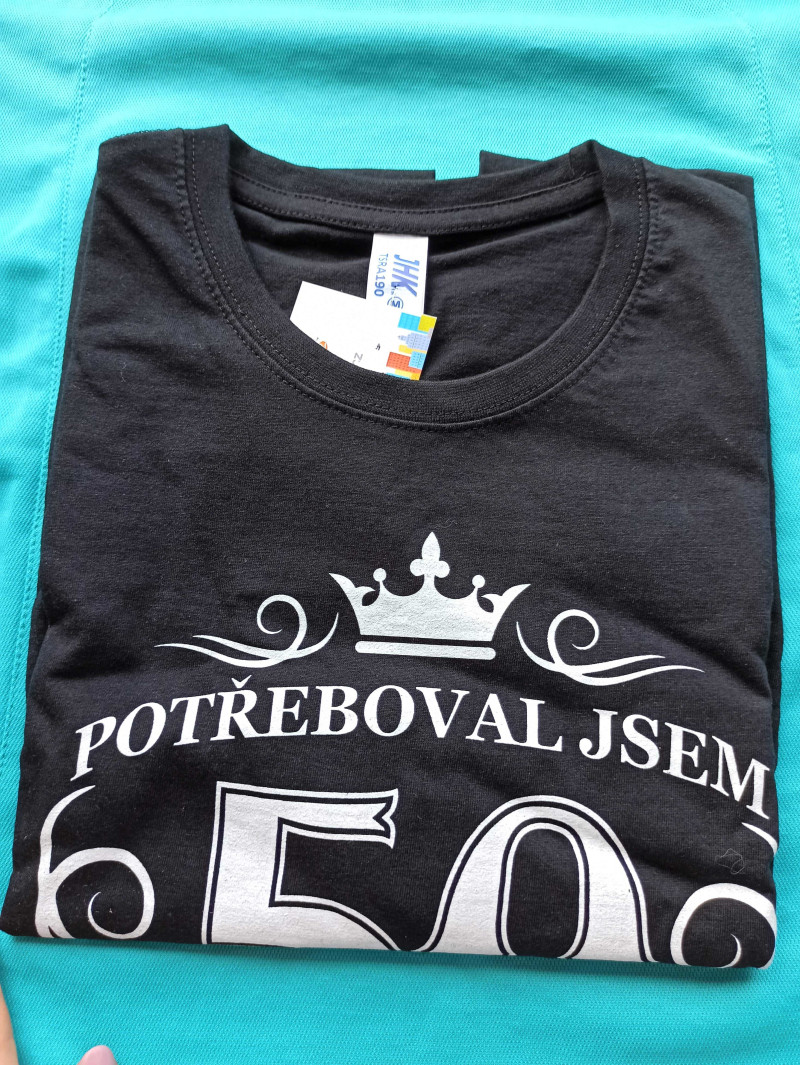 JHK
TSRA190
POTŘEBOVAL JSEM
50